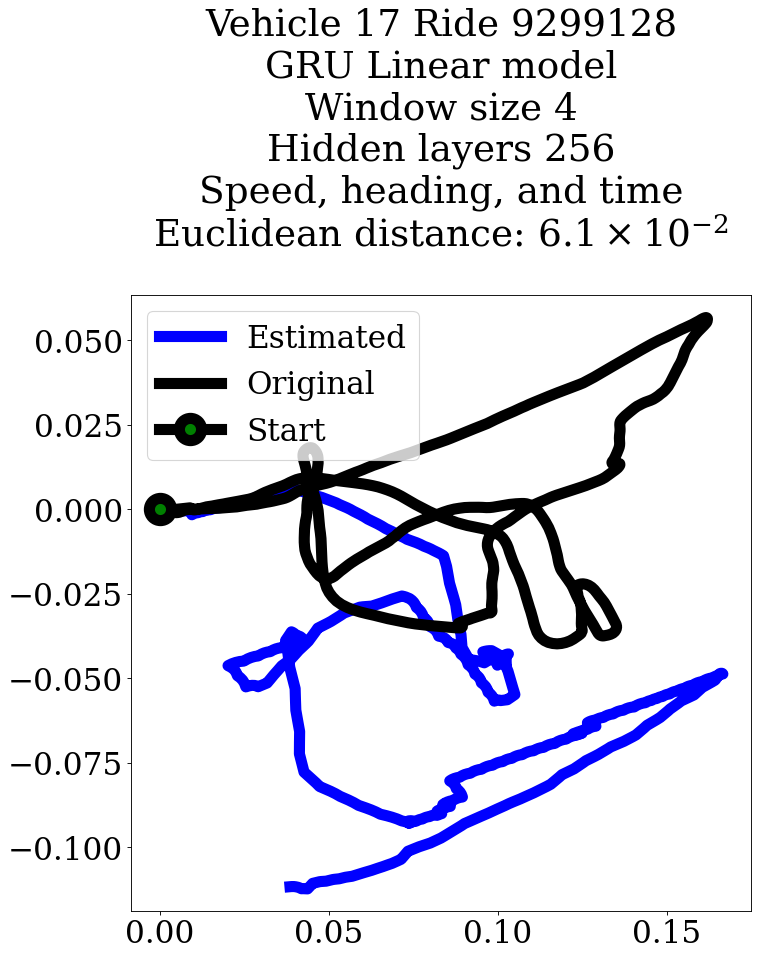 Vehicle 17 Ride 9299128
GRU Linear model
Window size 4
Hidden layers 256
Speed, heading, and time
Euclidean distance: 6.1 × 10⁻²
Estimated
Original
Start
0.050
0.025
0.000
−0.025
−0.050
−0.075
−0.100
0.00 0.05 0.10 0.15